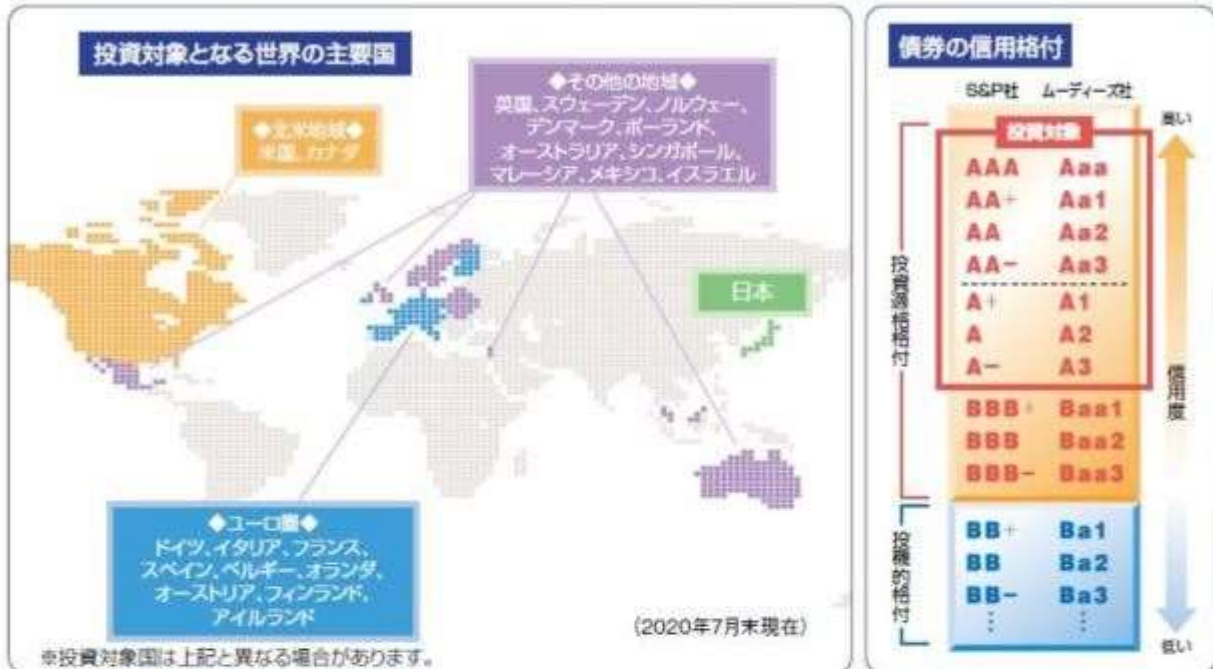 投資対象となる世界の主要国
◆北米地域◆
米国、カナダ
◆その他の地域◆
英国、スウェーデン、ノルウェー、
デンマーク、ポーランド、
オーストラリア、シンガポール、
マレーシア、メキシコ、イスラエル
日本
◆ユーロ圏◆
ドイツ、イタリア、フランス、
スペイン、ベルギー、オランダ、
オーストリア、フィンランド、
アイルランド
(2020年7月末現在)
※投資対象国は上記と異なる場合があります。
債券の信用格付
S&P社 ムーディーズ社
投資対象
AAA Aaa
AA+ Aa1
AA Aa2
AA- Aa3
A+ A1
A A2
A- A3
BBB+ Baa1
BBB Baa2
BBB- Baa3
BB+ Ba1
BB Ba2
BB- Ba3
⋮ ⋮
投資適格格付
投機的格付
高い
信用度
低い